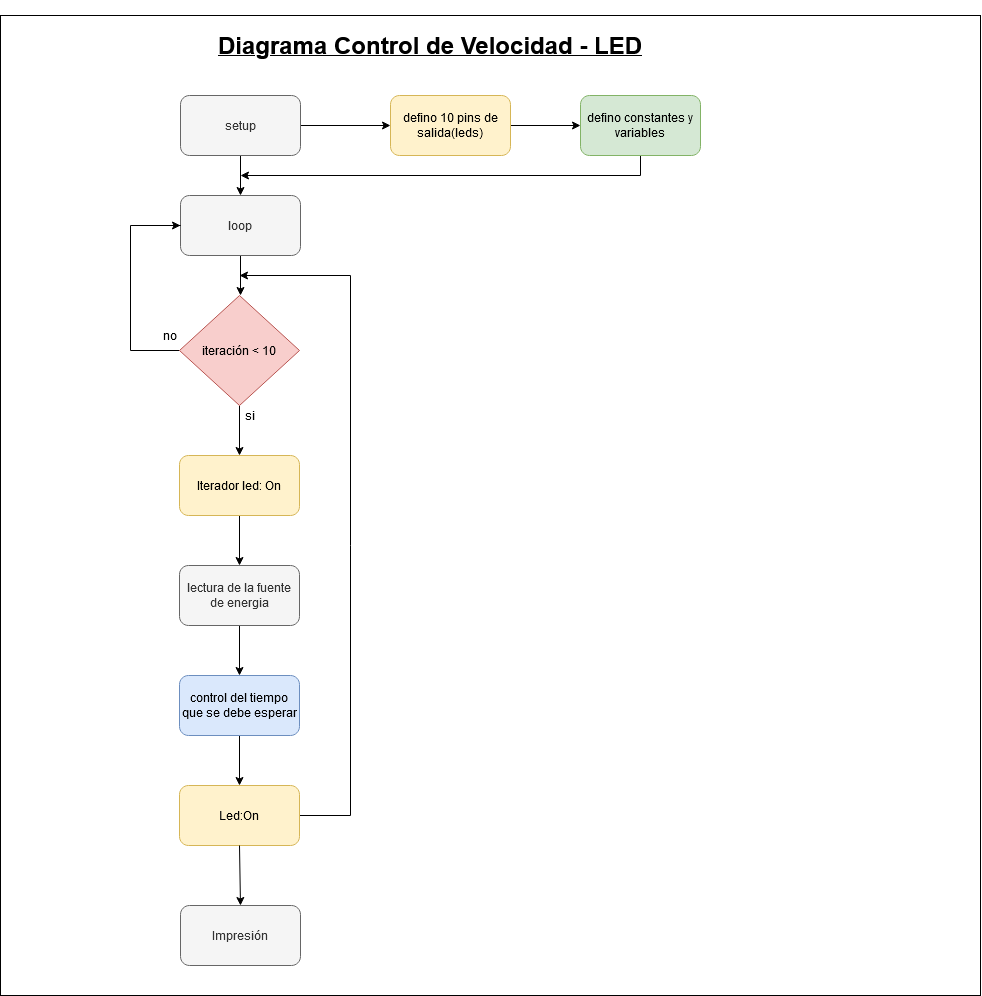 Diagrama Control de Velocidad - LED
setup
defino 10 pins de
salida(leds)
defino constantes y
variables
loop
no
iteración < 10
si
Iterador led: On
lectura de la fuente
de energia
control del tiempo
que se debe esperar
Led:On
Impresión